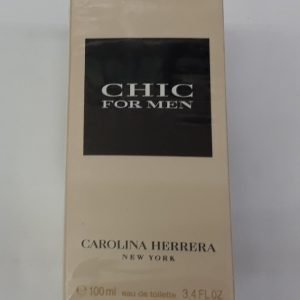 CHIC
FOR MEN
CAROLINA HERRERA
NEW YORK
℮ 100 ml eau de toilette 3.4 FL OZ